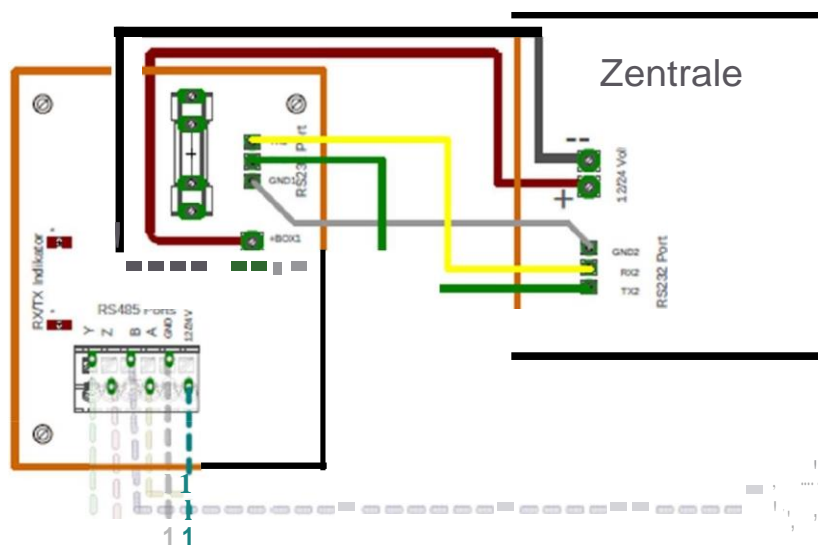 Zentrale
12/24 Vol
Port
GND1
+BOX1
GND2
RX2
TX2
RS232 Port
RX/TX Indikator
RS485 Ports
Y
Z
B
A
GND
12/24V
1
1
1 1